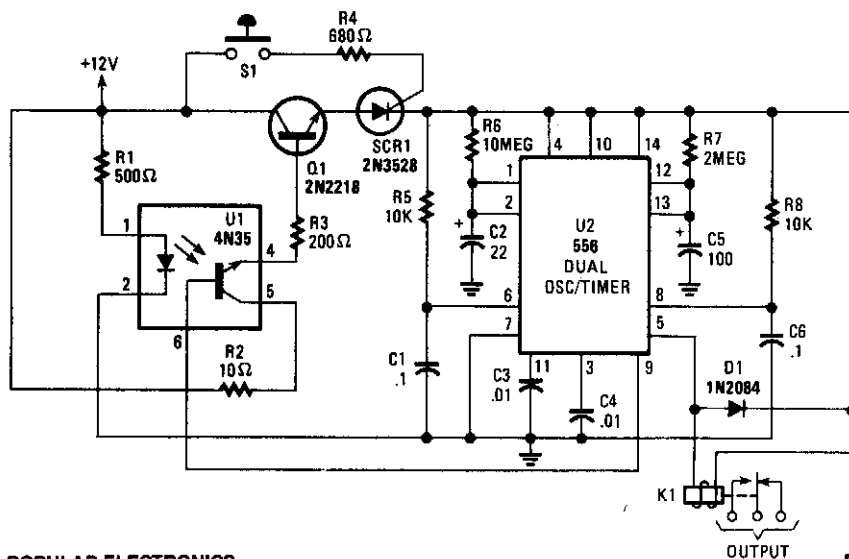 R4
680Ω
S1
+12V
R1
500Ω
Q1
2N2218
SCR1
2N3528
R6
10MEG
R5
10K
4
10
14
R7
2MEG
1
12
2
13
R8
10K
U1
4N35
R3
200Ω
1
4
2
5
6
+
C2
22
U2
556
DUAL
OSC/TIMER
+
C5
100
6
8
7
5
R2
10Ω
C1
.1
C3
.01
11
3
9
C4
.01
C6
.1
D1
1N2084
K1
OUTPUT